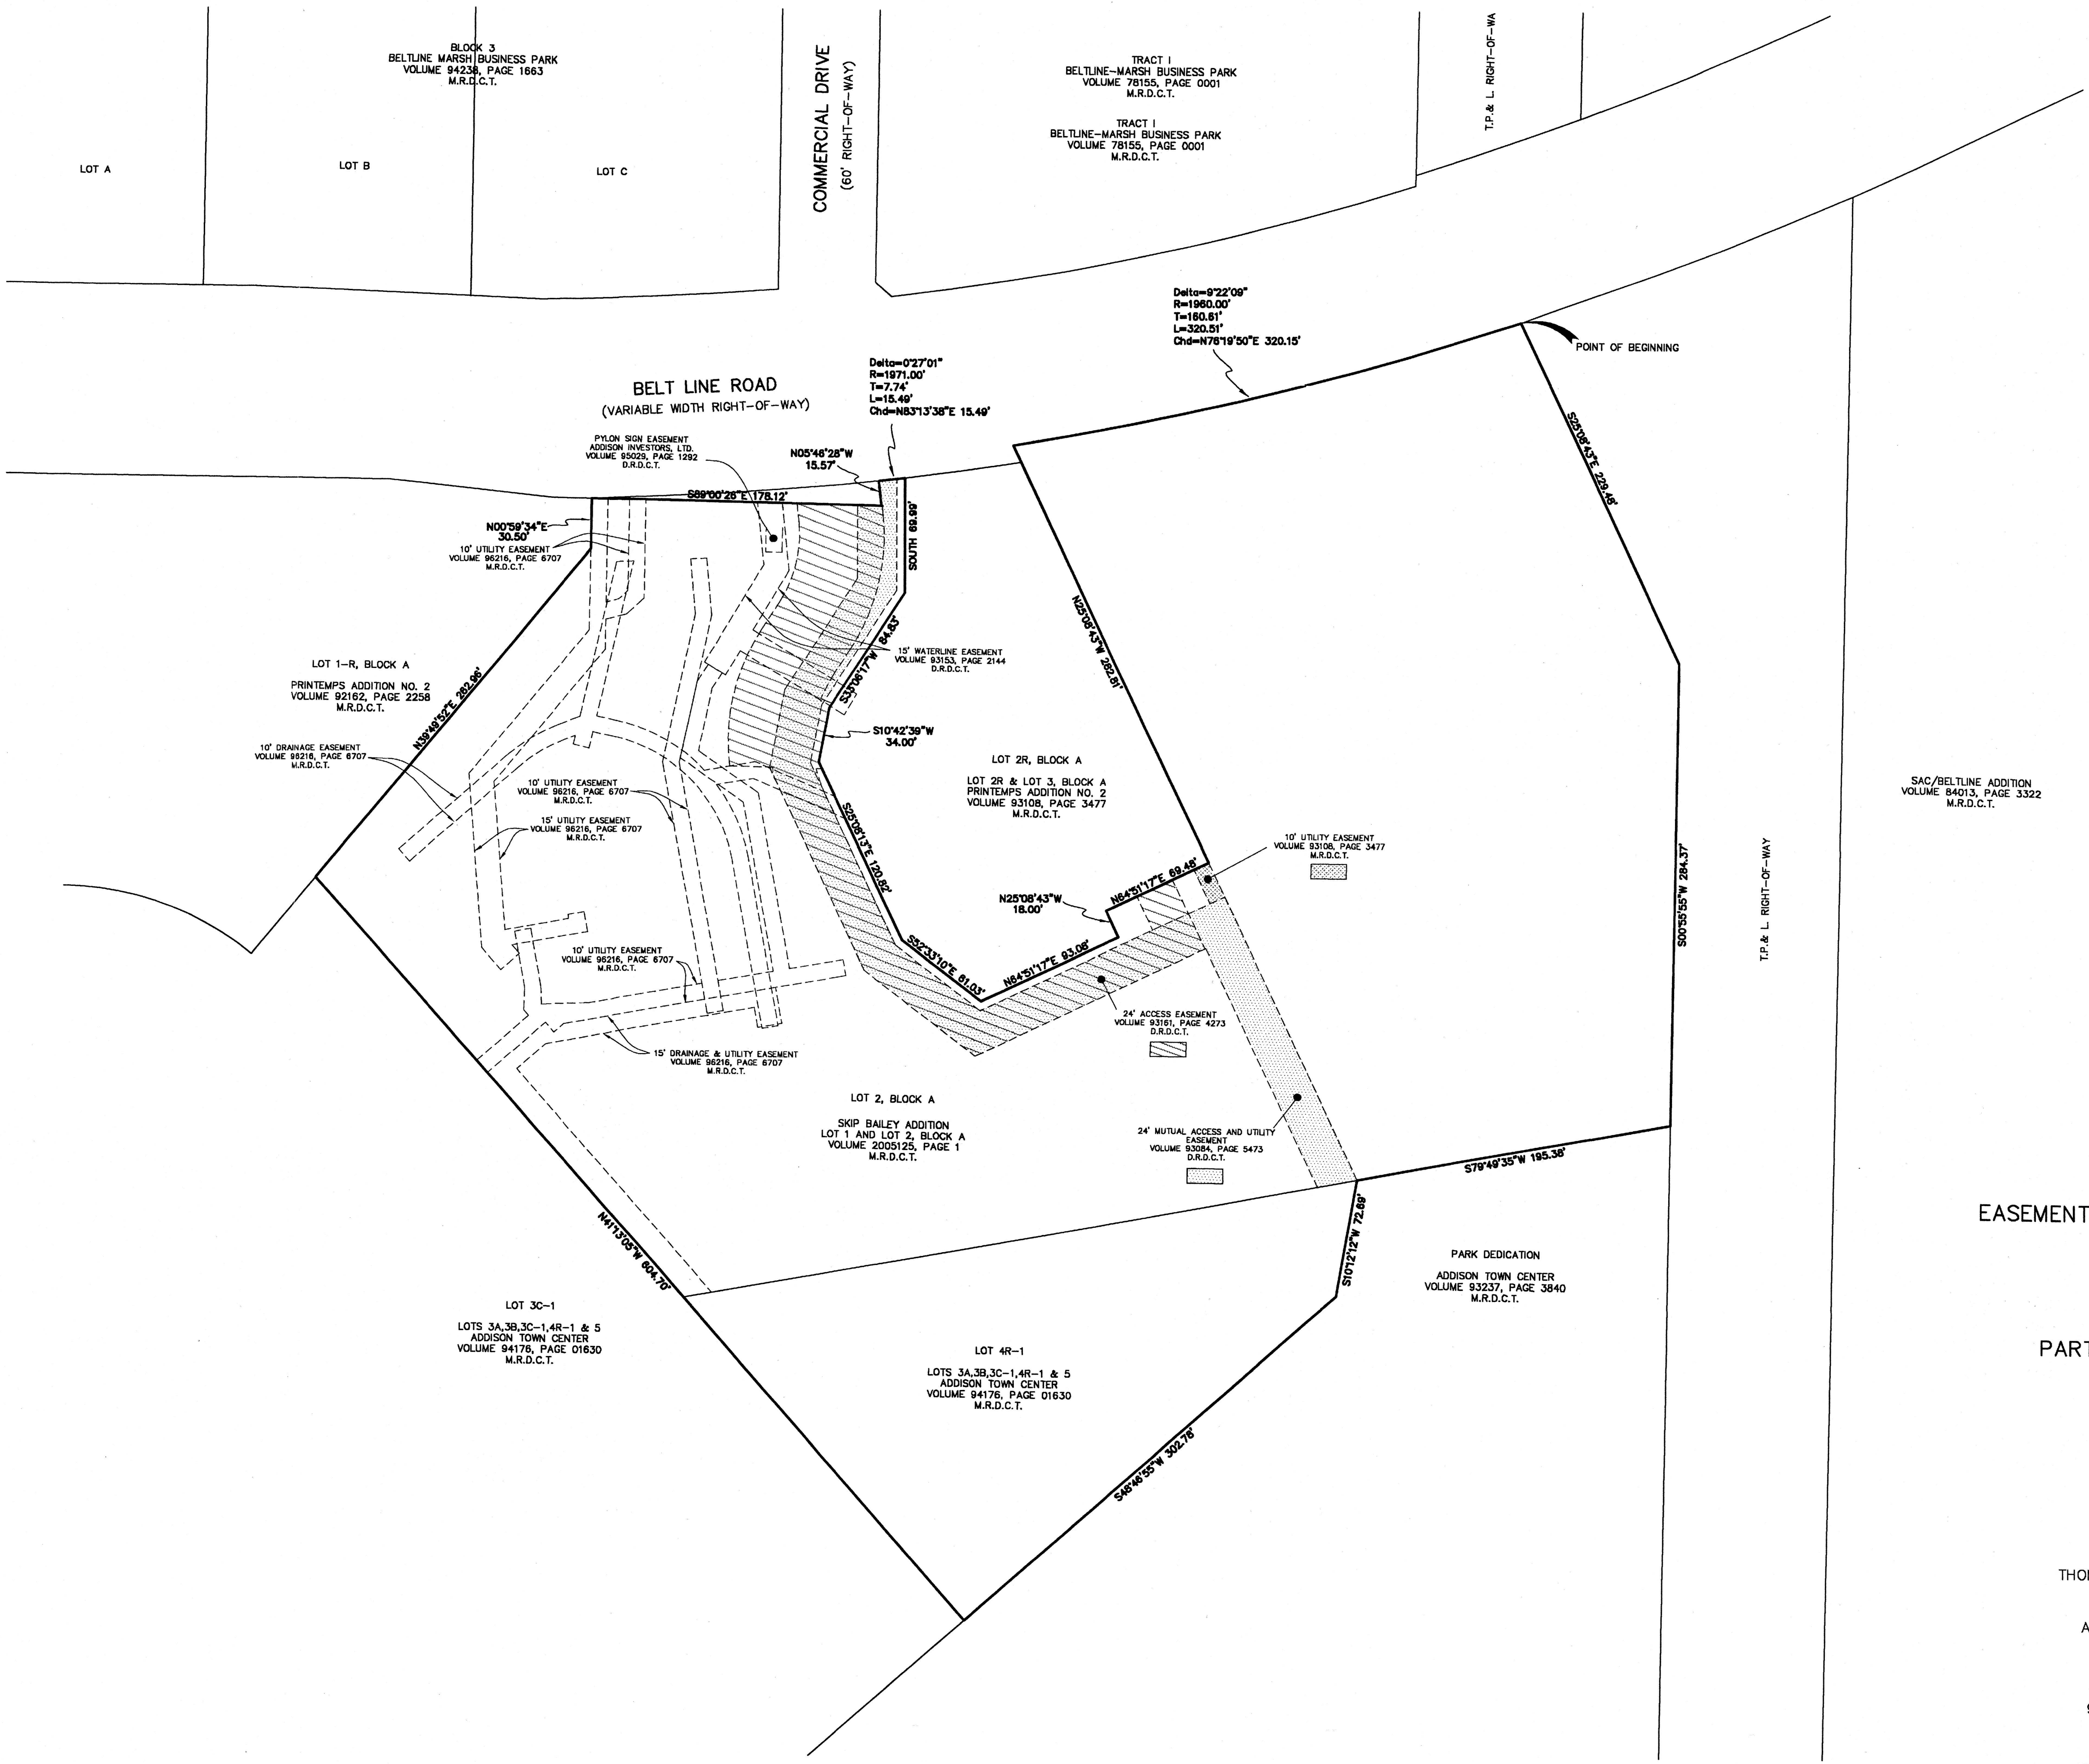 BLOCK 3
BELTLINE MARSH BUSINESS PARK
VOLUME 94238, PAGE 1663
M.R.D.C.T.
LOT A
LOT B
LOT C
COMMERCIAL DRIVE
(60' RIGHT-OF-WAY)
TRACT I
BELTLINE-MARSH BUSINESS PARK
VOLUME 78155, PAGE 0001
M.R.D.C.T.
TRACT I
BELTLINE-MARSH BUSINESS PARK
VOLUME 78155, PAGE 0001
M.R.D.C.T.
T.P.& L. RIGHT-OF-WA
Delta=9°22'09"
R=1960.00'
T=160.61'
L=320.51'
Chd=N76°19'50"E 320.15'
POINT OF BEGINNING
Delta=0°27'01"
R=1971.00'
T=7.74'
L=15.49'
Chd=N83°13'38"E 15.49'
BELT LINE ROAD
(VARIABLE WIDTH RIGHT-OF-WAY)
PYLON SIGN EASEMENT
ADDISON INVESTORS, LTD.
VOLUME 95029, PAGE 1292
D.R.D.C.T.
N05°46'28"W
15.57'
S89°00'26"E 178.12'
N00°59'34"E
30.50'
10' UTILITY EASEMENT
VOLUME 96216, PAGE 6707
M.R.D.C.T.
SOUTH 69.99'
S25°08'43"E 229.48'
N25°08'43"W 262.81'
S35°06'17"W 84.83'
15' WATERLINE EASEMENT
VOLUME 93153, PAGE 2144
D.R.D.C.T.
LOT 1-R, BLOCK A
PRINTEMPS ADDITION NO. 2
VOLUME 92162, PAGE 2258
M.R.D.C.T.
N39°49'52"E 262.96'
S10°42'39"W
34.00'
10' DRAINAGE EASEMENT
VOLUME 96216, PAGE 6707
M.R.D.C.T.
LOT 2R, BLOCK A
LOT 2R & LOT 3, BLOCK A
PRINTEMPS ADDITION NO. 2
VOLUME 93108, PAGE 3477
M.R.D.C.T.
10' UTILITY EASEMENT
VOLUME 96216, PAGE 6707
M.R.D.C.T.
15' UTILITY EASEMENT
VOLUME 96216, PAGE 6707
M.R.D.C.T.
SAC/BELTLINE ADDITION
VOLUME 84013, PAGE 3322
M.R.D.C.T.
S25°08'13"E 120.82'
10' UTILITY EASEMENT
VOLUME 93108, PAGE 3477
M.R.D.C.T.
N64°51'17"E 69.48'
N25°08'43"W
18.00'
S00°55'55"W 284.37'
T.P.& L. RIGHT-OF-WAY
10' UTILITY EASEMENT
VOLUME 96216, PAGE 6707
M.R.D.C.T.
S52°33'10"E 61.03'
N64°51'17"E 93.08'
24' ACCESS EASEMENT
VOLUME 93161, PAGE 4273
D.R.D.C.T.
15' DRAINAGE & UTILITY EASEMENT
VOLUME 96216, PAGE 6707
M.R.D.C.T.
LOT 2, BLOCK A
SKIP BAILEY ADDITION
LOT 1 AND LOT 2, BLOCK A
VOLUME 2005125, PAGE 1
M.R.D.C.T.
24' MUTUAL ACCESS AND UTILITY
EASEMENT
VOLUME 93084, PAGE 5473
D.R.D.C.T.
S79°49'35"W 195.38'
S10°12'12"W 72.69'
N41°13'05"W 604.70'
EASEMENT
PARK DEDICATION
ADDISON TOWN CENTER
VOLUME 93237, PAGE 3840
M.R.D.C.T.
LOT 3C-1
LOTS 3A,3B,3C-1,4R-1 & 5
ADDISON TOWN CENTER
VOLUME 94176, PAGE 01630
M.R.D.C.T.
PART
LOT 4R-1
LOTS 3A,3B,3C-1,4R-1 & 5
ADDISON TOWN CENTER
VOLUME 94176, PAGE 01630
M.R.D.C.T.
S48°46'55"W 302.78'
THO
A